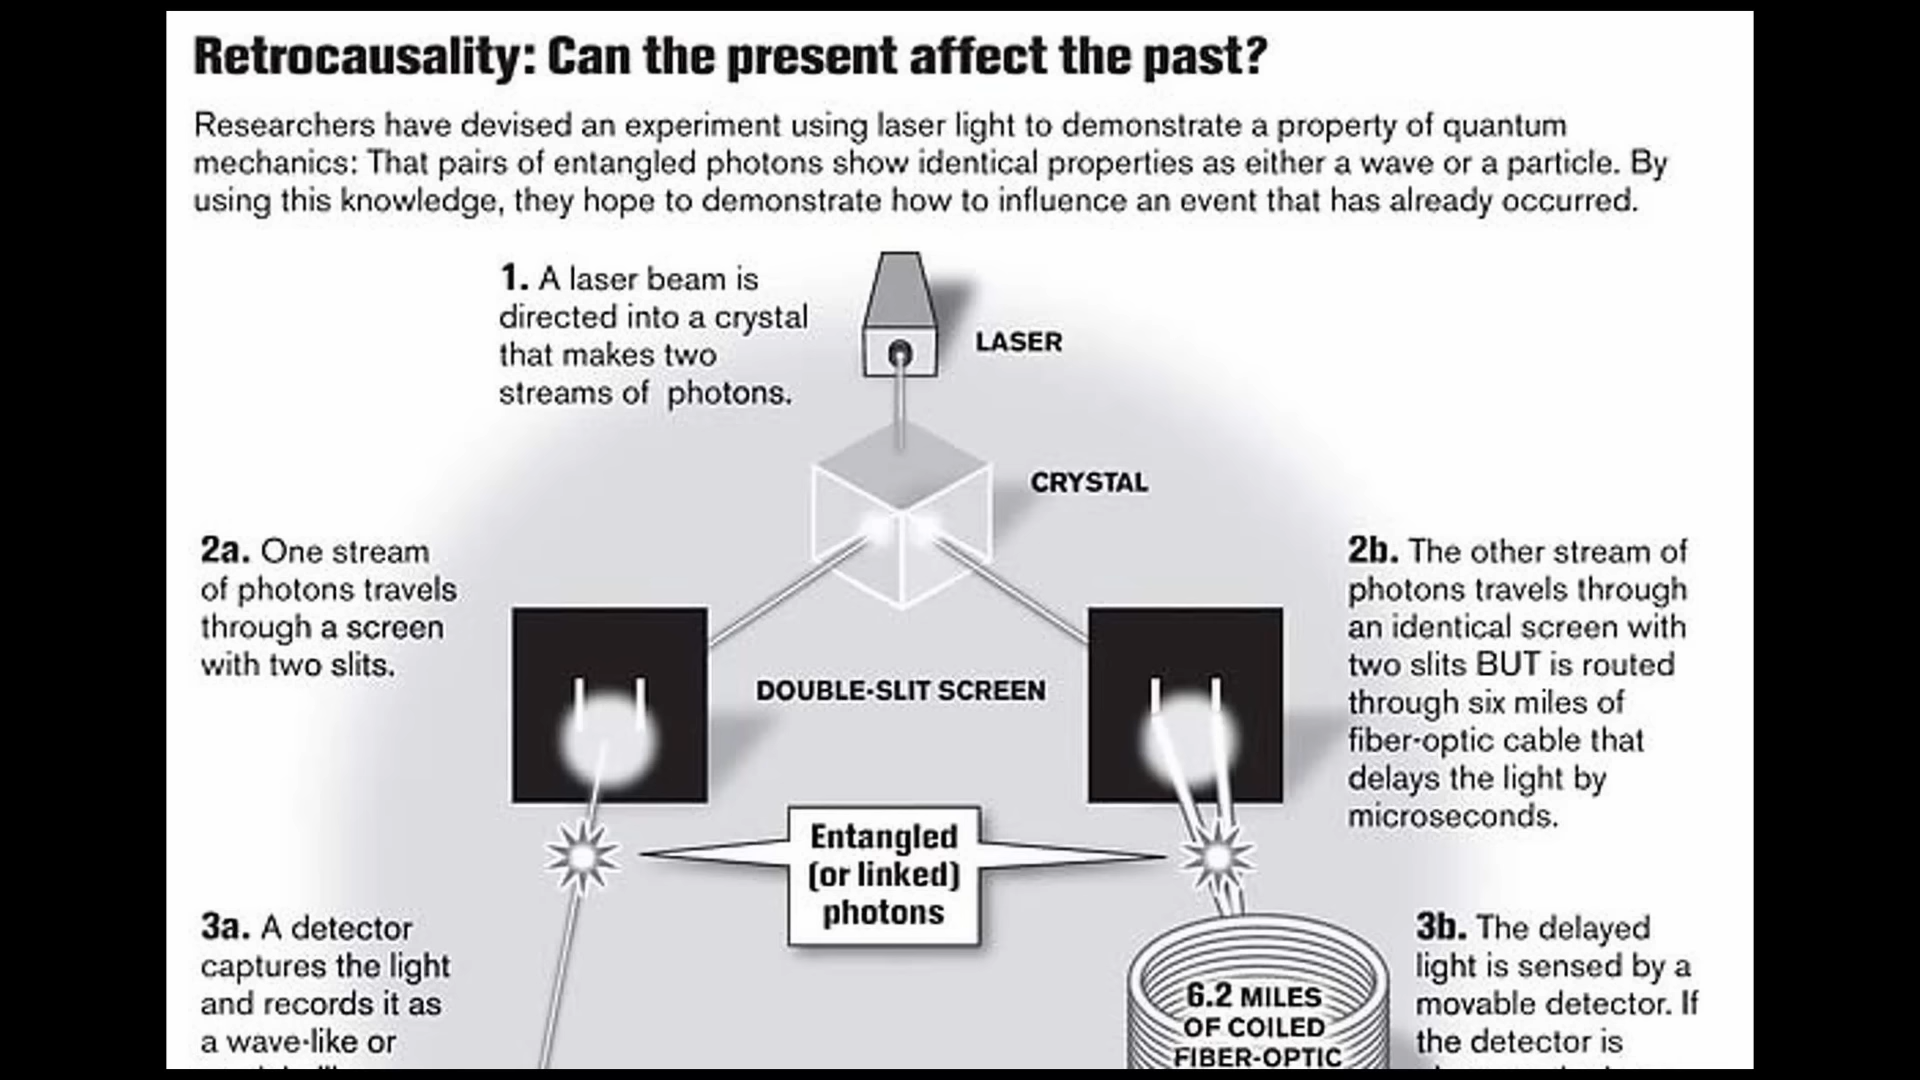 Retrocausality: Can the present affect the past?
Researchers have devised an experiment using laser light to demonstrate a property of quantum
mechanics: That pairs of entangled photons show identical properties as either a wave or a particle. By
using this knowledge, they hope to demonstrate how to influence an event that has already occurred.
1. A laser beam is
directed into a crystal
that makes two
streams of photons.
LASER
CRYSTAL
2a. One stream
of photons travels
through a screen
with two slits.
DOUBLE-SLIT SCREEN
2b. The other stream of
photons travels through
an identical screen with
two slits BUT is routed
through six miles of
fiber-optic cable that
delays the light by
microseconds.
Entangled
(or linked)
photons
3a. A detector
captures the light
and records it as
a wave-like or
6.2 MILES
OF COILED
FIBER-OPTIC
3b. The delayed
light is sensed by a
movable detector. If
the detector is